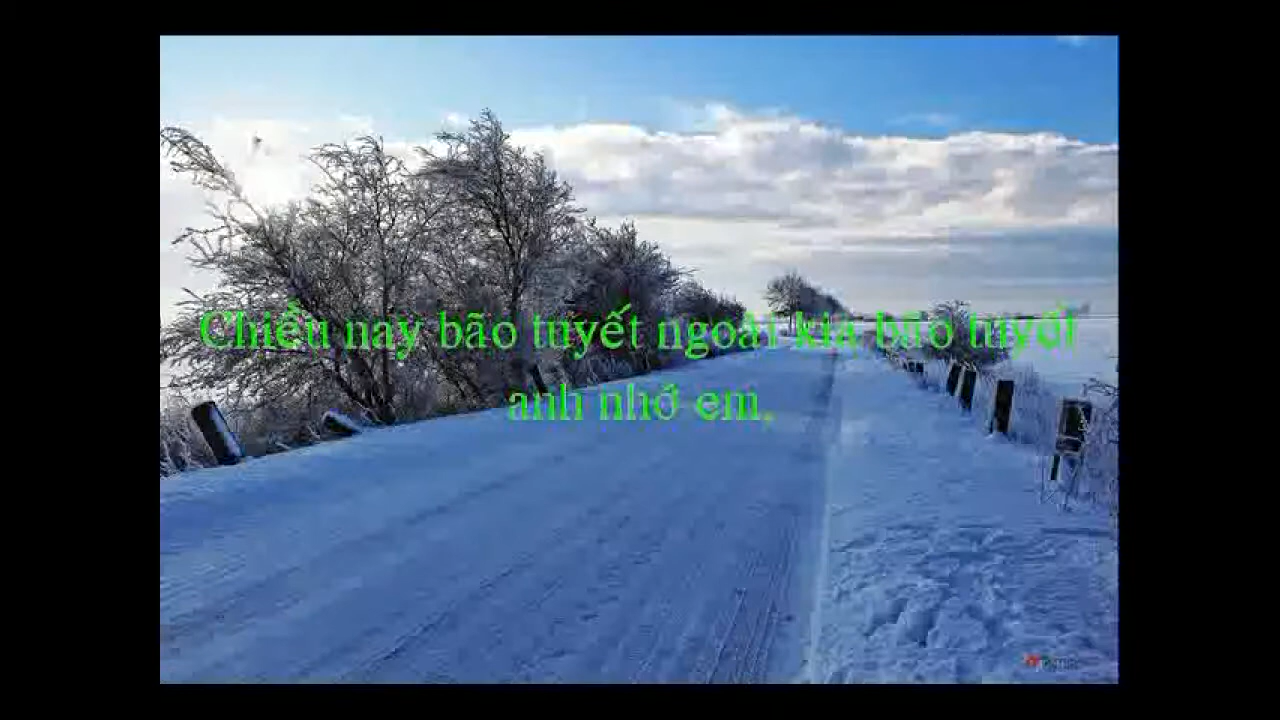 Chiều nay bão tuyết ngoài kia bão tuyết
anh nhớ em,